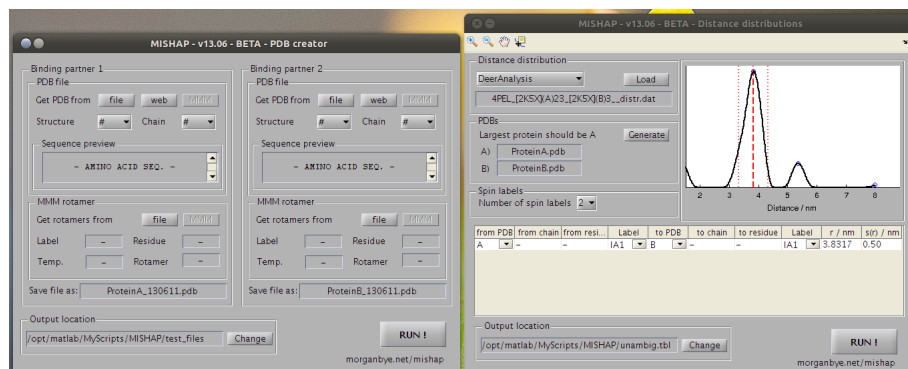 MISHAP - v13.06 - BETA - PDB creator
Binding partner 1
PDB file
Get PDB from file web MMM
Structure # Chain #
Sequence preview
- AMINO ACID SEQ. -
MMM rotamer
Get rotamers from file MMM
Label - Residue -
Temp. - Rotamer -
Save file as: ProteinA_130611.pdb
Binding partner 2
PDB file
Get PDB from file web MMM
Structure # Chain #
Sequence preview
- AMINO ACID SEQ. -
MMM rotamer
Get rotamers from file MMM
Label - Residue -
Temp. - Rotamer -
Save file as: ProteinB_130611.pdb
Output location
/opt/matlab/MyScripts/MISHAP/test_files Change
RUN !
morganbye.net/mishap
MISHAP - v13.06 - BETA - Distance distributions
Distance distribution
DeerAnalysis Load
4PEL_[2K5X](A)23_[2K5X](B)3__distr.dat
PDBs
Largest protein should be A Generate
A) ProteinA.pdb
B) ProteinB.pdb
Spin labels
Number of spin labels 2
2 3 4 5 6 7 8
Distance / nm
from PDB from chain from resi... Label to PDB to chain to residue Label r / nm s(r) / nm
A - - IA1 B - - IA1 3.8317 0.50
Output location
/opt/matlab/MyScripts/MISHAP/unambig.tbl Change
RUN !
morganbye.net/mishap